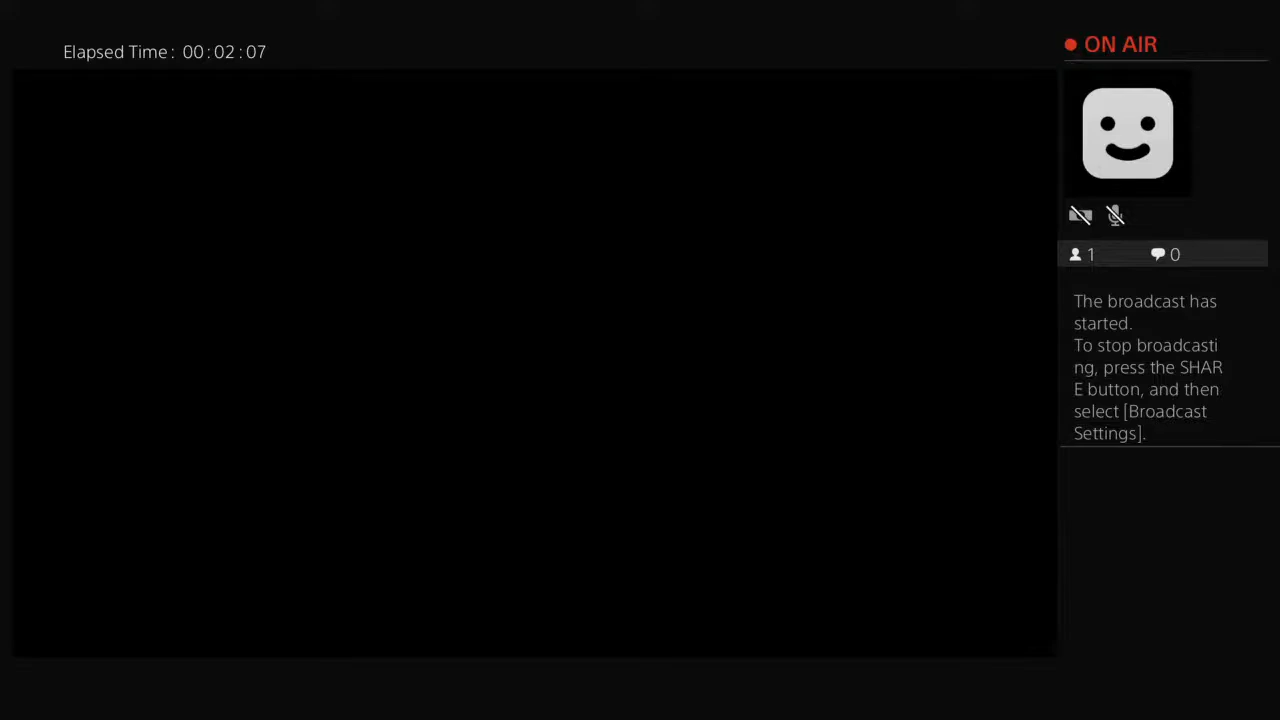 Elapsed Time: 00:02:07
ON AIR
1 0
The broadcast has
started.
To stop broadcasti
ng, press the SHAR
E button, and then
select [Broadcast
Settings].